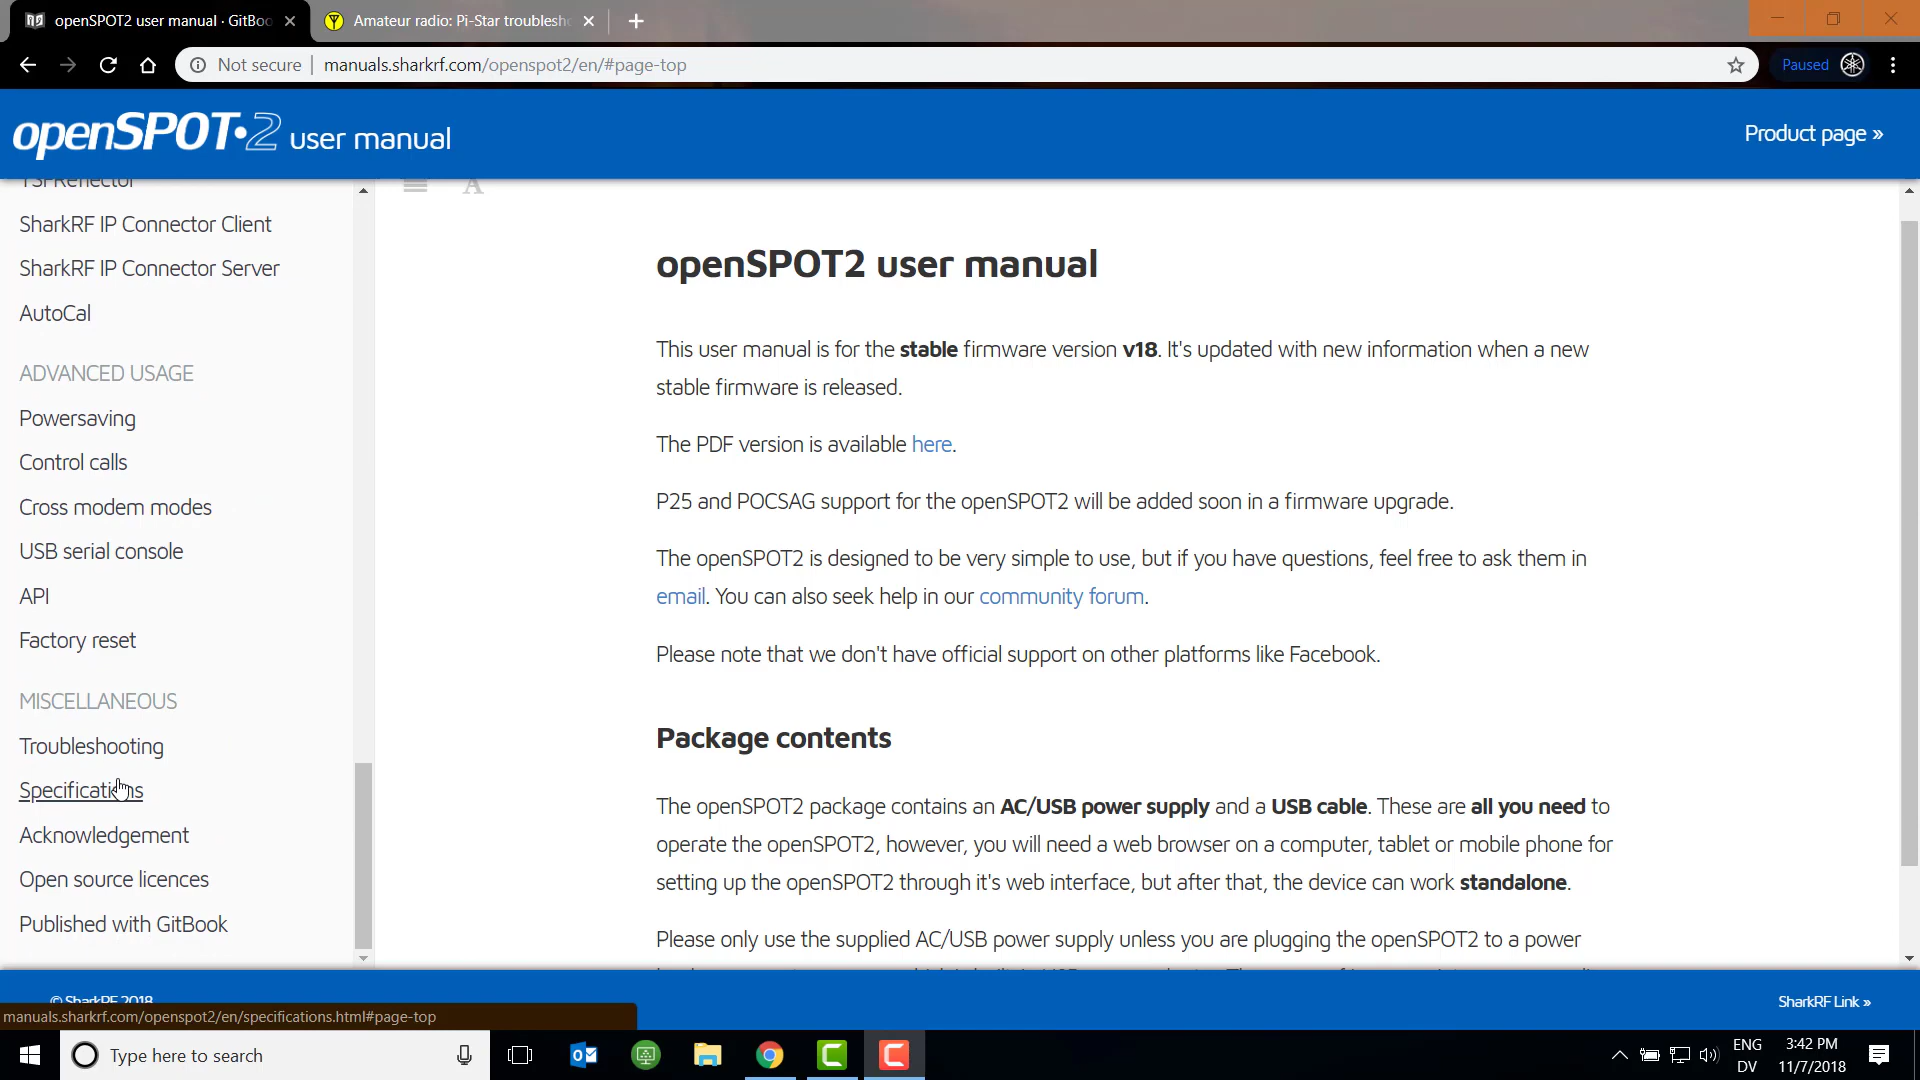 openSPOT2 user manual · GitBoo
Amateur radio: Pi-Star troublesh
Not secure
manuals.sharkrf.com/openspot2/en/#page-top
Paused
openSPOT•2 user manual
Product page »
TSPReflector
SharkRF IP Connector Client
SharkRF IP Connector Server
AutoCal
ADVANCED USAGE
Powersaving
Control calls
Cross modem modes
USB serial console
API
Factory reset
MISCELLANEOUS
Troubleshooting
Specifications
Acknowledgement
Open source licences
Published with GitBook
A
openSPOT2 user manual
This user manual is for the stable firmware version v18. It's updated with new information when a new
stable firmware is released.
The PDF version is available here.
P25 and POCSAG support for the openSPOT2 will be added soon in a firmware upgrade.
The openSPOT2 is designed to be very simple to use, but if you have questions, feel free to ask them in
email. You can also seek help in our community forum.
Please note that we don't have official support on other platforms like Facebook.
Package contents
The openSPOT2 package contains an AC/USB power supply and a USB cable. These are all you need to
operate the openSPOT2, however, you will need a web browser on a computer, tablet or mobile phone for
setting up the openSPOT2 through it's web interface, but after that, the device can work standalone.
Please only use the supplied AC/USB power supply unless you are plugging the openSPOT2 to a power
© SharkRF 2018
SharkRF Link »
manuals.sharkrf.com/openspot2/en/specifications.html#page-top
Type here to search
ENG
DV
3:42 PM
11/7/2018